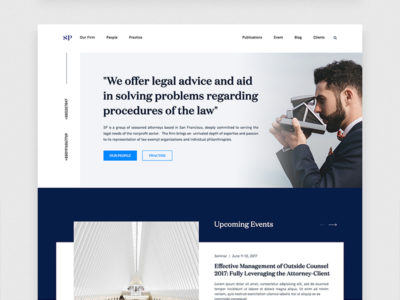 SP Our Firm People Practice Publications Event Blog Clients
"We offer legal advice and aid
in solving problems regarding
procedures of the law"
SP is a group of seasoned attorneys based in San Francisco, deeply committed to serving the
legal needs of the nonprofit sector. The firm brings an unrivaled depth of expertise and passion
to its representation of tax-exempt organizations and individual philanthropists.
OUR PEOPLE PRACTISE
Upcoming Events
Seminar | June 11-13, 2017
Effective Management of Outside Counsel
2017: Fully Leveraging the Attorney-Client